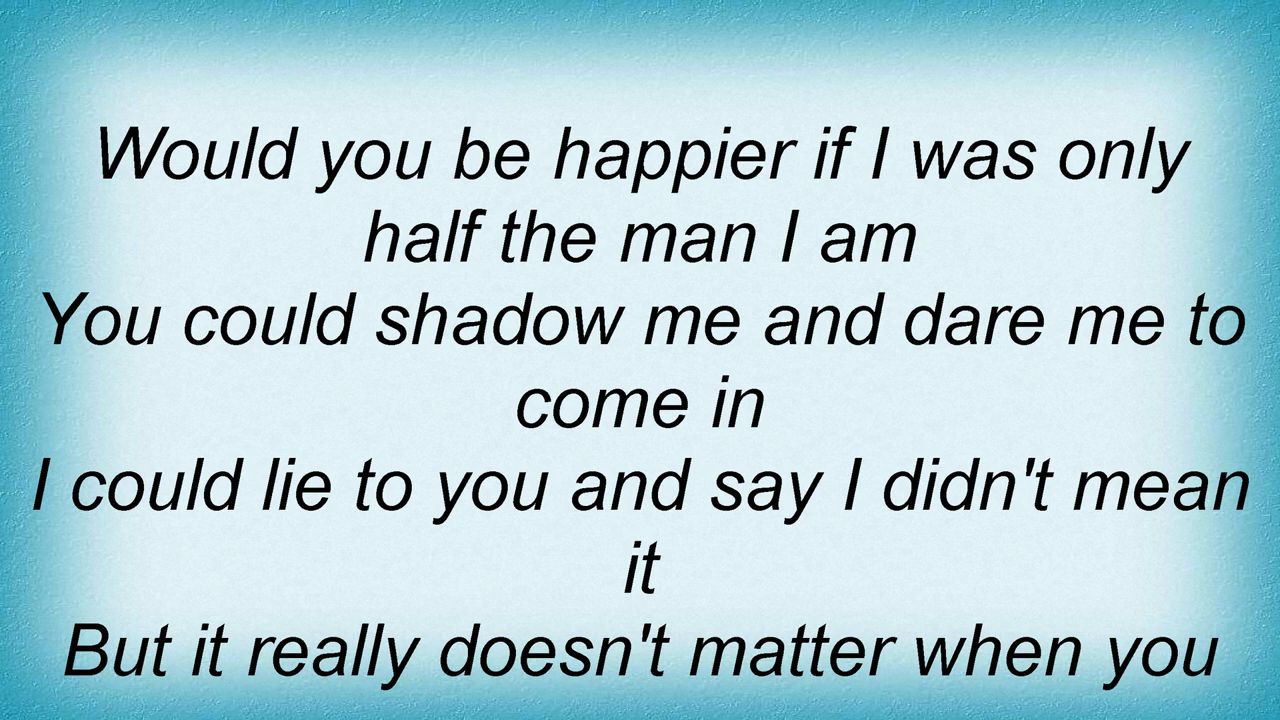 Would you be happier if I was only
half the man I am
You could shadow me and dare me to
come in
I could lie to you and say I didn't mean
it
But it really doesn't matter when you